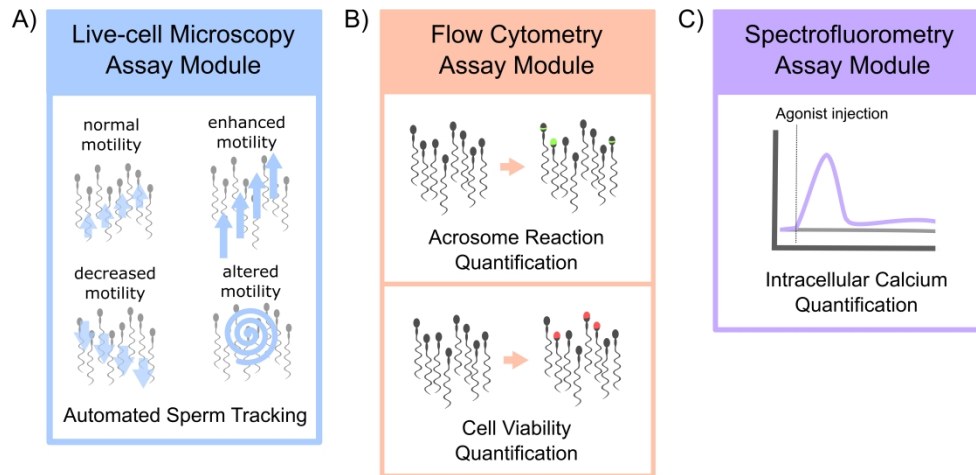 A)
Live-cell Microscopy
Assay Module
normal
motility
enhanced
motility
decreased
motility
altered
motility
Automated Sperm Tracking
B)
Flow Cytometry
Assay Module
Acrosome Reaction
Quantification
Cell Viability
Quantification
C)
Spectrofluorometry
Assay Module
Agonist injection
Intracellular Calcium
Quantification